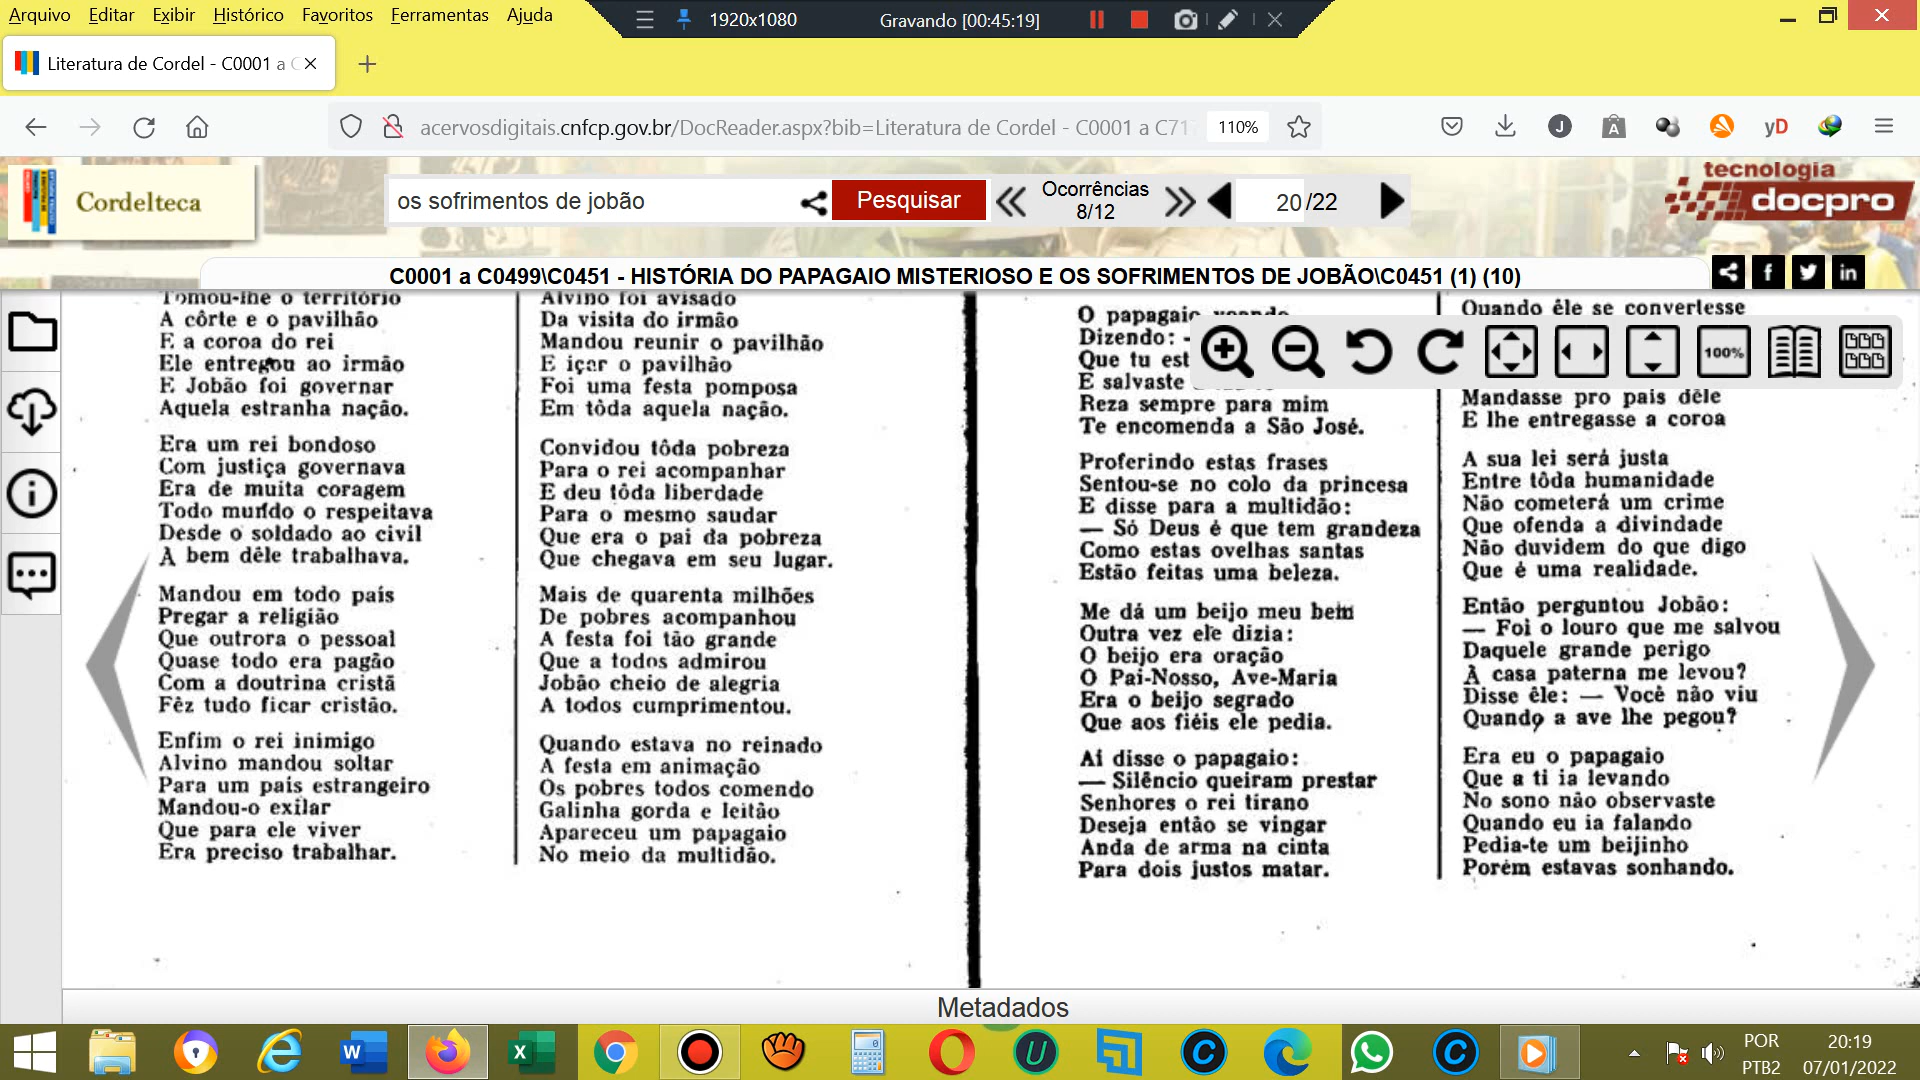 Arquivo Editar Exibir Histórico Favoritos Ferramentas Ajuda
1920x1080 Gravando [00:45:19]
Literatura de Cordel - C0001 a C
acervosdigitais.cnfcp.gov.br/DocReader.aspx?bib=Literatura de Cordel - C0001 a C717 110%
Cordelteca
os sofrimentos de jobão
Pesquisar
Ocorrências
8/12
20 /22
tecnologia
docpro
C0001 a C0499\C0451 - HISTÓRIA DO PAPAGAIO MISTERIOSO E OS SOFRIMENTOS DE JOBÃO\C0451 (1) (10)
100%
Tomou-lhe o território
A côrte e o pavilhão
E a coroa do rei
Ele entregou ao irmão
E Jobão foi governar
Aquela estranha nação.
Era um rei bondoso
Com justiça governava
Era de muita coragem
Todo mundo o respeitava
Desde o soldado ao civil
A bem dêle trabalhava.
Mandou em todo país
Pregar a religião
Que outrora o pessoal
Quase todo era pagão
Com a doutrina cristã
Fêz tudo ficar cristão.
Enfim o rei inimigo
Alvino mandou soltar
Para um país estrangeiro
Mandou-o exilar
Que para ele viver
Era preciso trabalhar.
Alvino foi avisado
Da visita do irmão
Mandou reunir o pavilhão
E içar o pavilhão
Foi uma festa pomposa
Em tôda aquela nação.
Convidou tôda pobreza
Para o rei acompanhar
E deu tôda liberdade
Para o mesmo saudar
Que era o pai da pobreza
Que chegava em seu lugar.
Mais de quarenta milhões
De pobres acompanhou
A festa foi tão grande
Que a todos admirou
Jobão cheio de alegria
A todos cumprimentou.
Quando estava no reinado
A festa em animação
Os pobres todos comendo
Galinha gorda e leitão
Apareceu um papagaio
No meio da multidão.
O papagaio voando
Dizendo: -
Que tu est
E salvaste
Reza sempre para mim
Te encomenda a São José.
Proferindo estas frases
Sentou-se no colo da princesa
E disse para a multidão:
— Só Deus é que tem grandeza
Como estas ovelhas santas
Estão feitas uma beleza.
Me dá um beijo meu bem
Outra vez ele dizia:
O beijo era oração
O Pai-Nosso, Ave-Maria
Era o beijo segrado
Que aos fiéis ele pedia.
Aí disse o papagaio:
— Silêncio queiram prestar
Senhores o rei tirano
Deseja então se vingar
Anda de arma na cinta
Para dois justos matar.
Quando êle se convertesse
Mandasse pro pais dêle
E lhe entregasse a coroa
A sua lei será justa
Entre tôda humanidade
Não cometerá um crime
Que ofenda a divindade
Não duvidem do que digo
Que é uma realidade.
Então perguntou Jobão:
— Foi o louro que me salvou
Daquele grande perigo
À casa paterna me levou?
Disse êle: — Você não viu
Quando a ave lhe pegou?
Era eu o papagaio
Que a ti ia levando
No sono não observaste
Quando eu ia falando
Pedia-te um beijinho
Porém estavas sonhando.
Metadados
POR
PTB2
20:19
07/01/2022